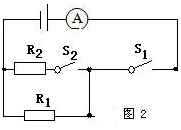 A
R₂ S₂ S₁
R₁
图 2